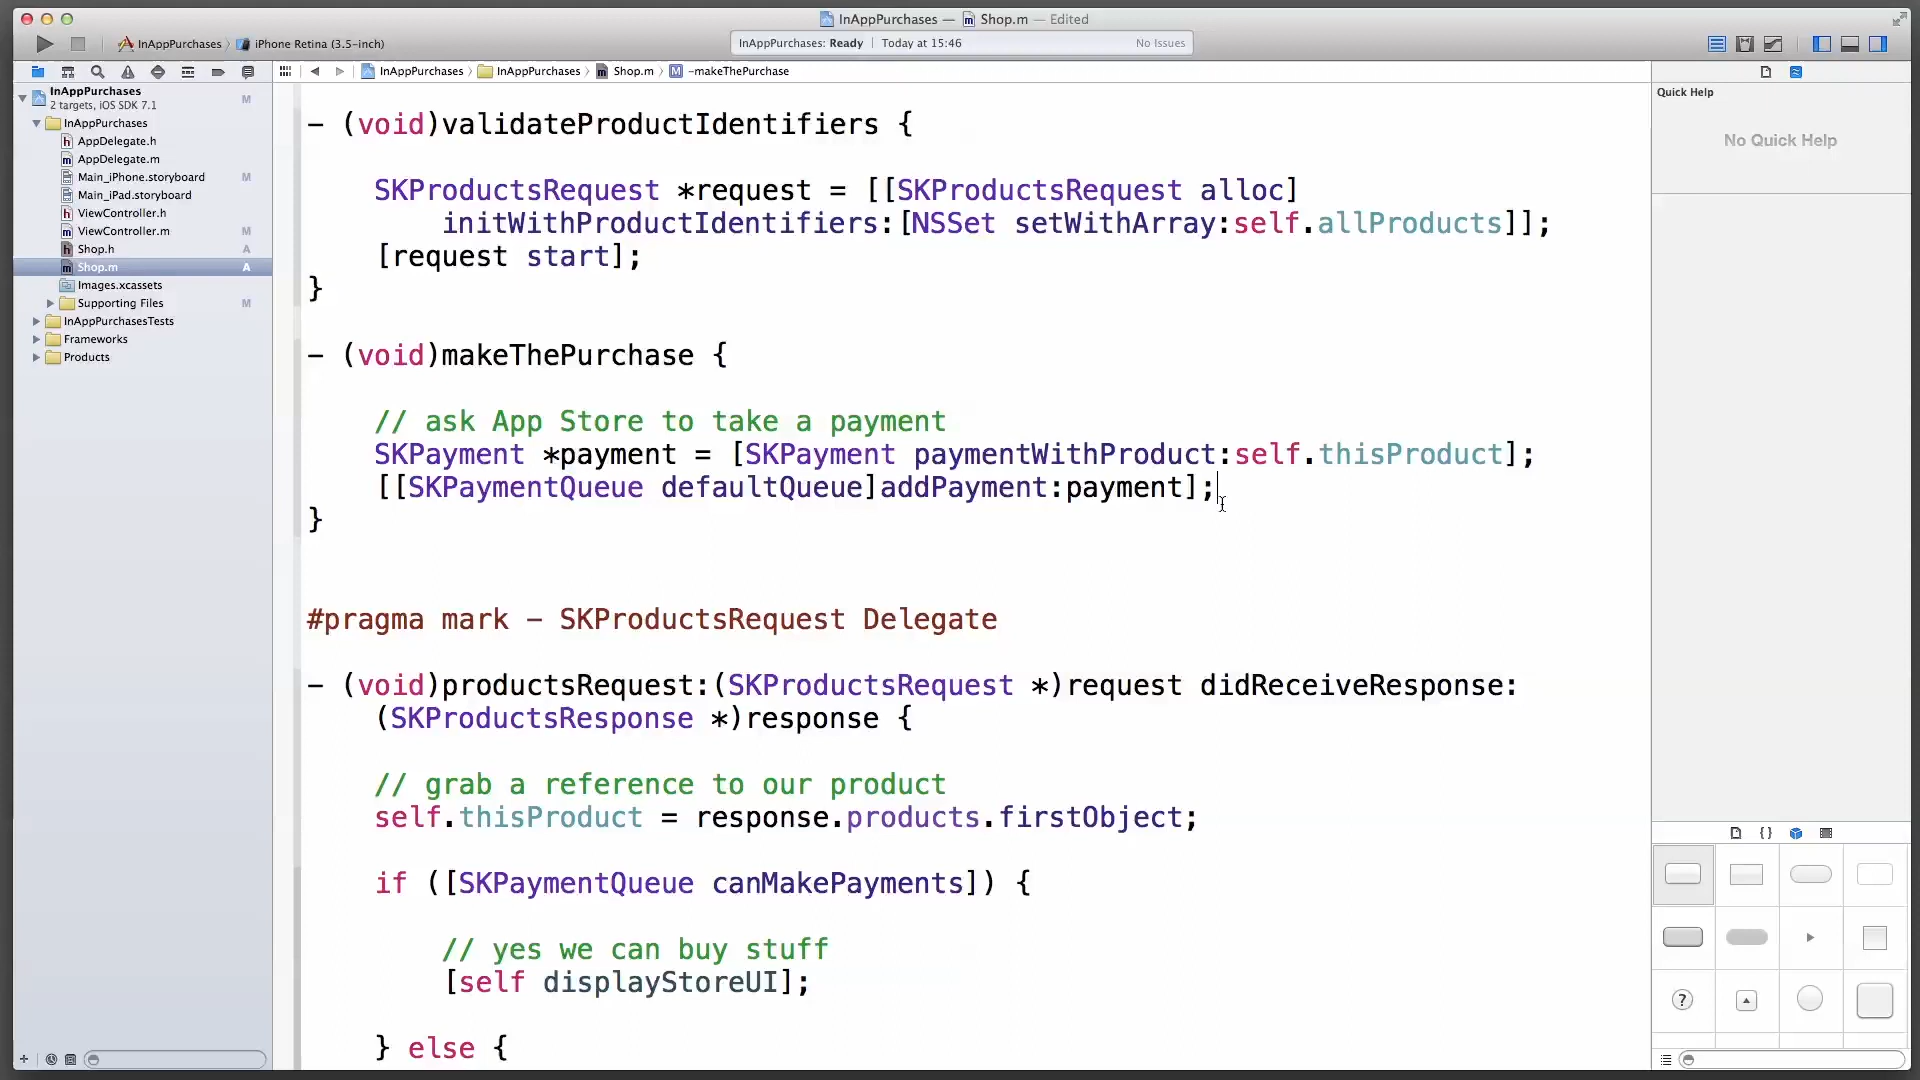 InAppPurchases — Shop.m — Edited
InAppPurchases iPhone Retina (3.5-inch)
InAppPurchases: Ready Today at 15:46 No Issues
InAppPurchases InAppPurchases Shop.m -makeThePurchase
InAppPurchases M
2 targets, iOS SDK 7.1
InAppPurchases
AppDelegate.h
AppDelegate.m
Main_iPhone.storyboard M
Main_iPad.storyboard
ViewController.h
ViewController.m M
Shop.h A
Shop.m A
Images.xcassets
Supporting Files M
InAppPurchasesTests
Frameworks
Products
- (void)validateProductIdentifiers {
SKProductsRequest *request = [[SKProductsRequest alloc]
initWithProductIdentifiers:[NSSet setWithArray:self.allProducts]];
[request start];
}
- (void)makeThePurchase {
// ask App Store to take a payment
SKPayment *payment = [SKPayment paymentWithProduct:self.thisProduct];
[[SKPaymentQueue defaultQueue]addPayment:payment];
}
#pragma mark - SKProductsRequest Delegate
- (void)productsRequest:(SKProductsRequest *)request didReceiveResponse:
(SKProductsResponse *)response {
// grab a reference to our product
self.thisProduct = response.products.firstObject;
if ([SKPaymentQueue canMakePayments]) {
// yes we can buy stuff
[self displayStoreUI];
} else {
Quick Help
No Quick Help